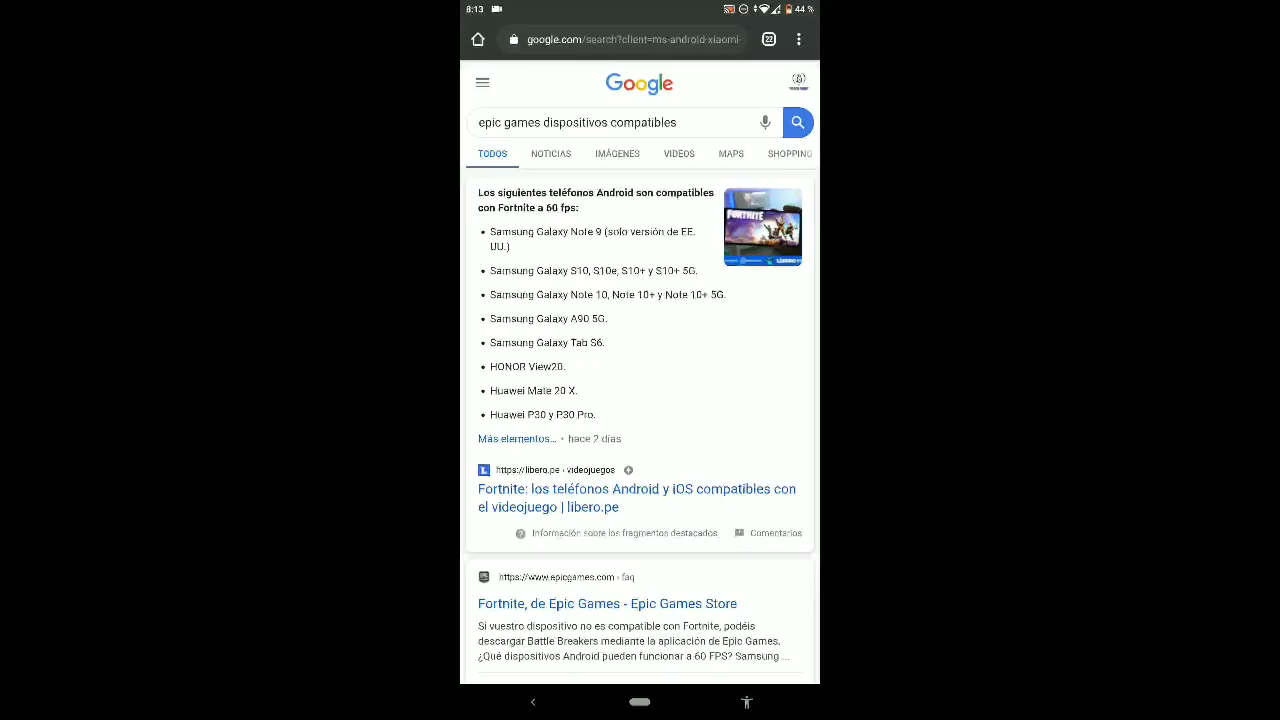 8:13
44 %
google.com/search?client=ms-android-xiaomi-
22
Google
epic games dispositivos compatibles
TODOS NOTICIAS IMÁGENES VIDEOS MAPS SHOPPING
Los siguientes teléfonos Android son compatibles
con Fortnite a 60 fps:
FORTNITE
• Samsung Galaxy Note 9 (solo versión de EE.
UU.)
• Samsung Galaxy S10, S10e, S10+ y S10+ 5G.
• Samsung Galaxy Note 10, Note 10+ y Note 10+ 5G.
• Samsung Galaxy A90 5G.
• Samsung Galaxy Tab S6.
• HONOR View20.
• Huawei Mate 20 X.
• Huawei P30 y P30 Pro.
Más elementos... • hace 2 días
L https://libero.pe › videojuegos
Fortnite: los teléfonos Android y iOS compatibles con
el videojuego | libero.pe
Información sobre los fragmentos destacados Comentarios
https://www.epicgames.com › faq
Fortnite, de Epic Games - Epic Games Store
Si vuestro dispositivo no es compatible con Fortnite, podéis
descargar Battle Breakers mediante la aplicación de Epic Games.
¿Qué dispositivos Android pueden funcionar a 60 FPS? Samsung ...